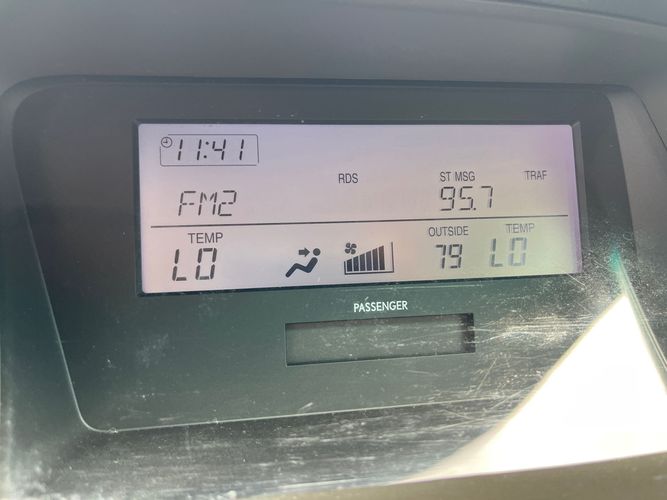 11:41
RDS ST MSG TRAF
FM2 95.7
TEMP OUTSIDE TEMP
LO 79 LO
PASSENGER